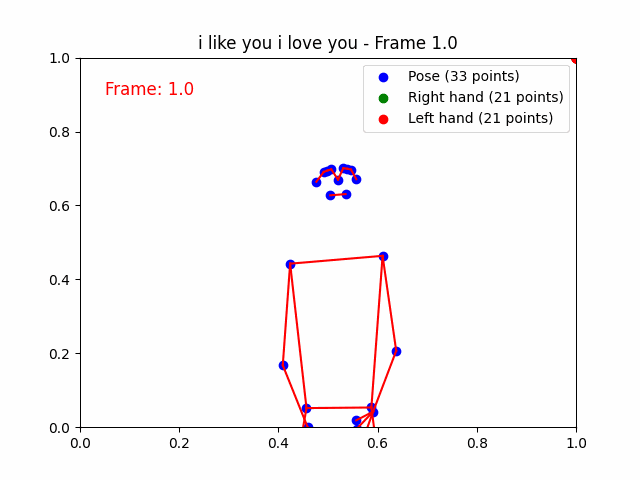 i like you i love you - Frame 1.0
Frame: 1.0
Pose (33 points)
Right hand (21 points)
Left hand (21 points)
1.0
0.8
0.6
0.4
0.2
0.0
0.0 0.2 0.4 0.6 0.8 1.0